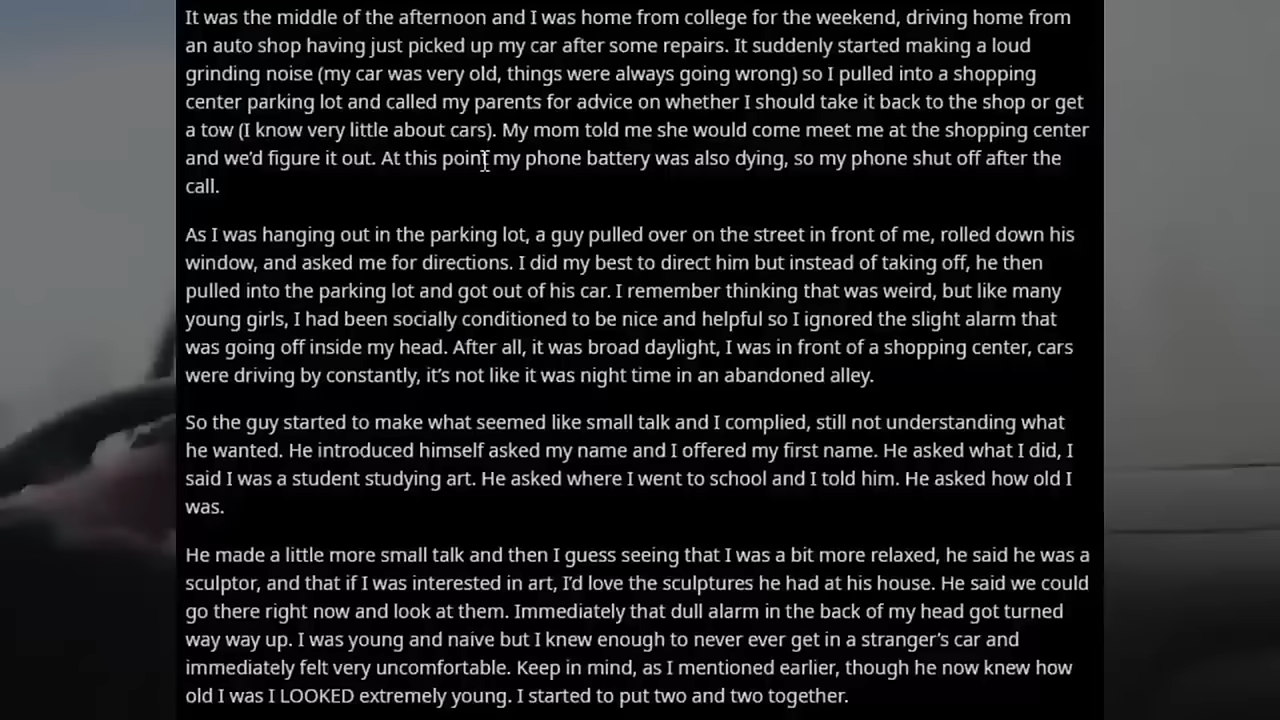 It was the middle of the afternoon and I was home from college for the weekend, driving home from
an auto shop having just picked up my car after some repairs. It suddenly started making a loud
grinding noise (my car was very old, things were always going wrong) so I pulled into a shopping
center parking lot and called my parents for advice on whether I should take it back to the shop or get
a tow (I know very little about cars). My mom told me she would come meet me at the shopping center
and we’d figure it out. At this point my phone battery was also dying, so my phone shut off after the
call.
As I was hanging out in the parking lot, a guy pulled over on the street in front of me, rolled down his
window, and asked me for directions. I did my best to direct him but instead of taking off, he then
pulled into the parking lot and got out of his car. I remember thinking that was weird, but like many
young girls, I had been socially conditioned to be nice and helpful so I ignored the slight alarm that
was going off inside my head. After all, it was broad daylight, I was in front of a shopping center, cars
were driving by constantly, it’s not like it was night time in an abandoned alley.
So the guy started to make what seemed like small talk and I complied, still not understanding what
he wanted. He introduced himself asked my name and I offered my first name. He asked what I did, I
said I was a student studying art. He asked where I went to school and I told him. He asked how old I
was.
He made a little more small talk and then I guess seeing that I was a bit more relaxed, he said he was a
sculptor, and that if I was interested in art, I’d love the sculptures he had at his house. He said we could
go there right now and look at them. Immediately that dull alarm in the back of my head got turned
way way up. I was young and naive but I knew enough to never ever get in a stranger’s car and
immediately felt very uncomfortable. Keep in mind, as I mentioned earlier, though he now knew how
old I was I LOOKED extremely young. I started to put two and two together.